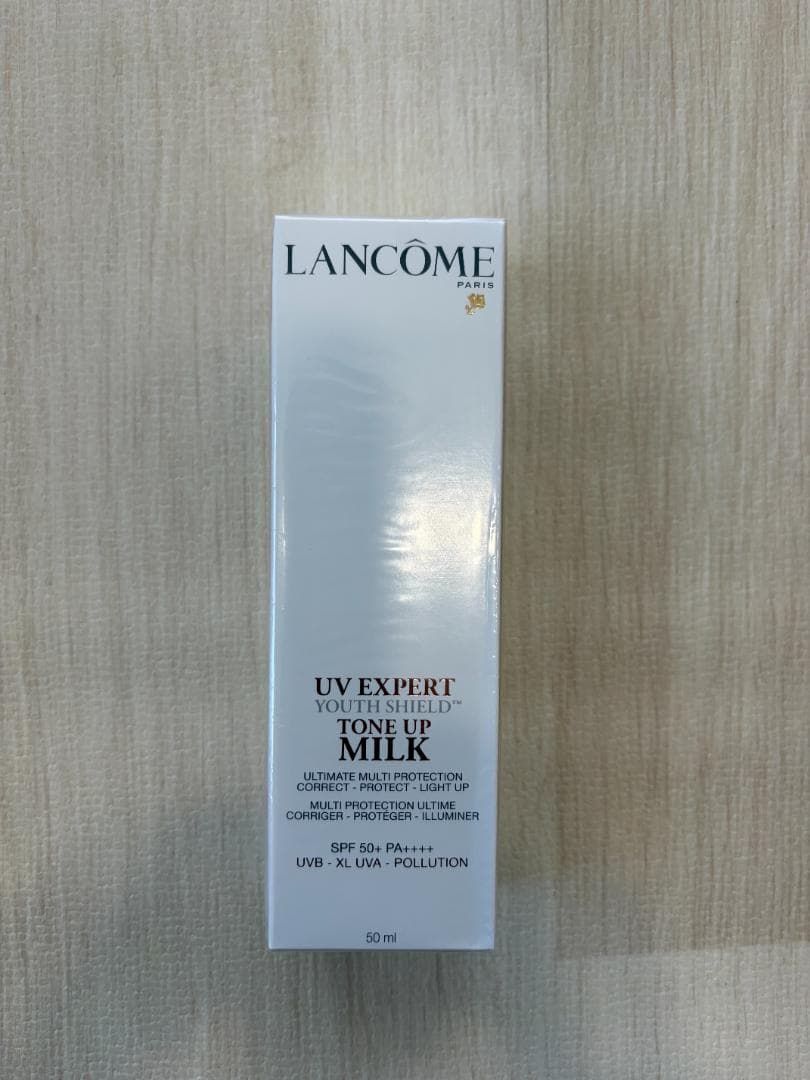 LANCÔME
PARIS
UV EXPERT
YOUTH SHIELD™
TONE UP
MILK
ULTIMATE MULTI PROTECTION
CORRECT - PROTECT - LIGHT UP
MULTI PROTECTION ULTIME
CORRIGER - PROTÉGER - ILLUMINER
SPF 50+ PA++++
UVB - XL UVA - POLLUTION
50 ml